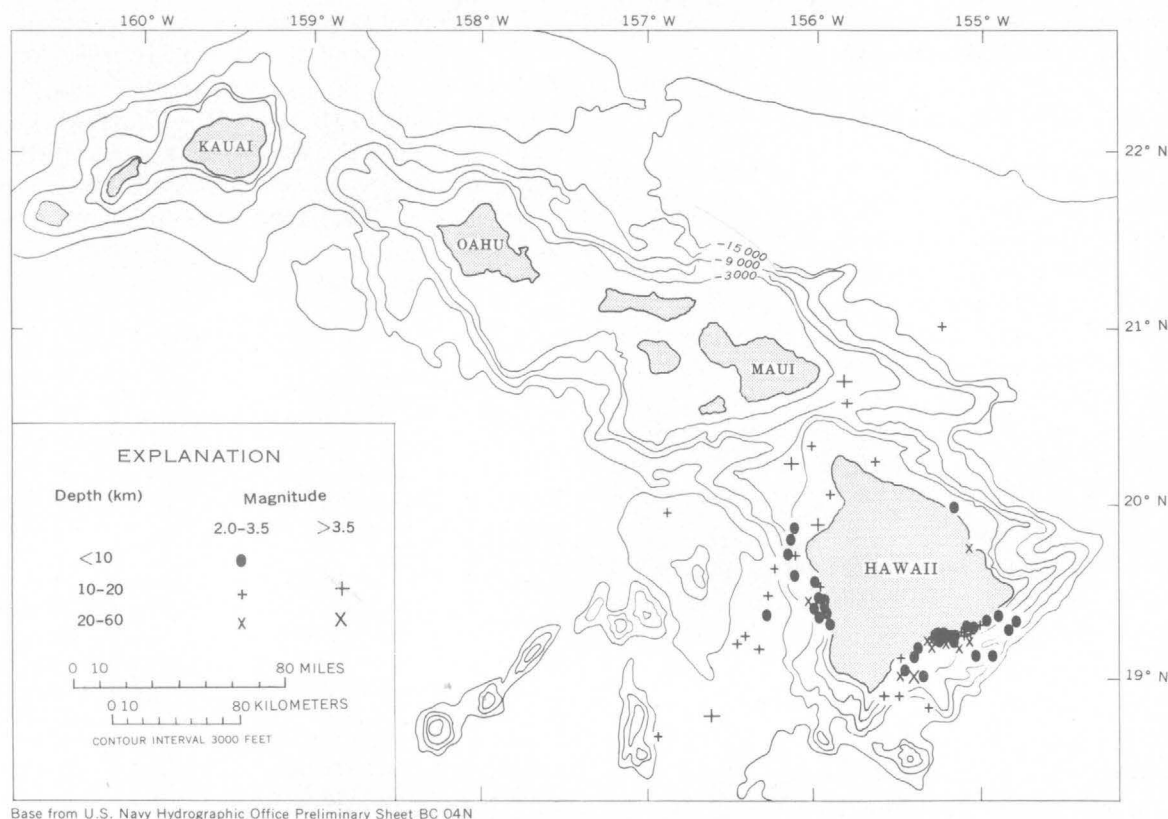 160° W 159° W 158° W 157° W 156° W 155° W
KAUAI
22° N
OAHU
-15 000
-9 000
-3000
21° N
MAUI
EXPLANATION
Depth (km) Magnitude
2.0-3.5 >3.5
<10
10-20
20-60
0 10 80 MILES
0 10 80 KILOMETERS
CONTOUR INTERVAL 3000 FEET
20° N
HAWAII
19° N
Base from U.S. Navy Hydrographic Office Preliminary Sheet BC 04N